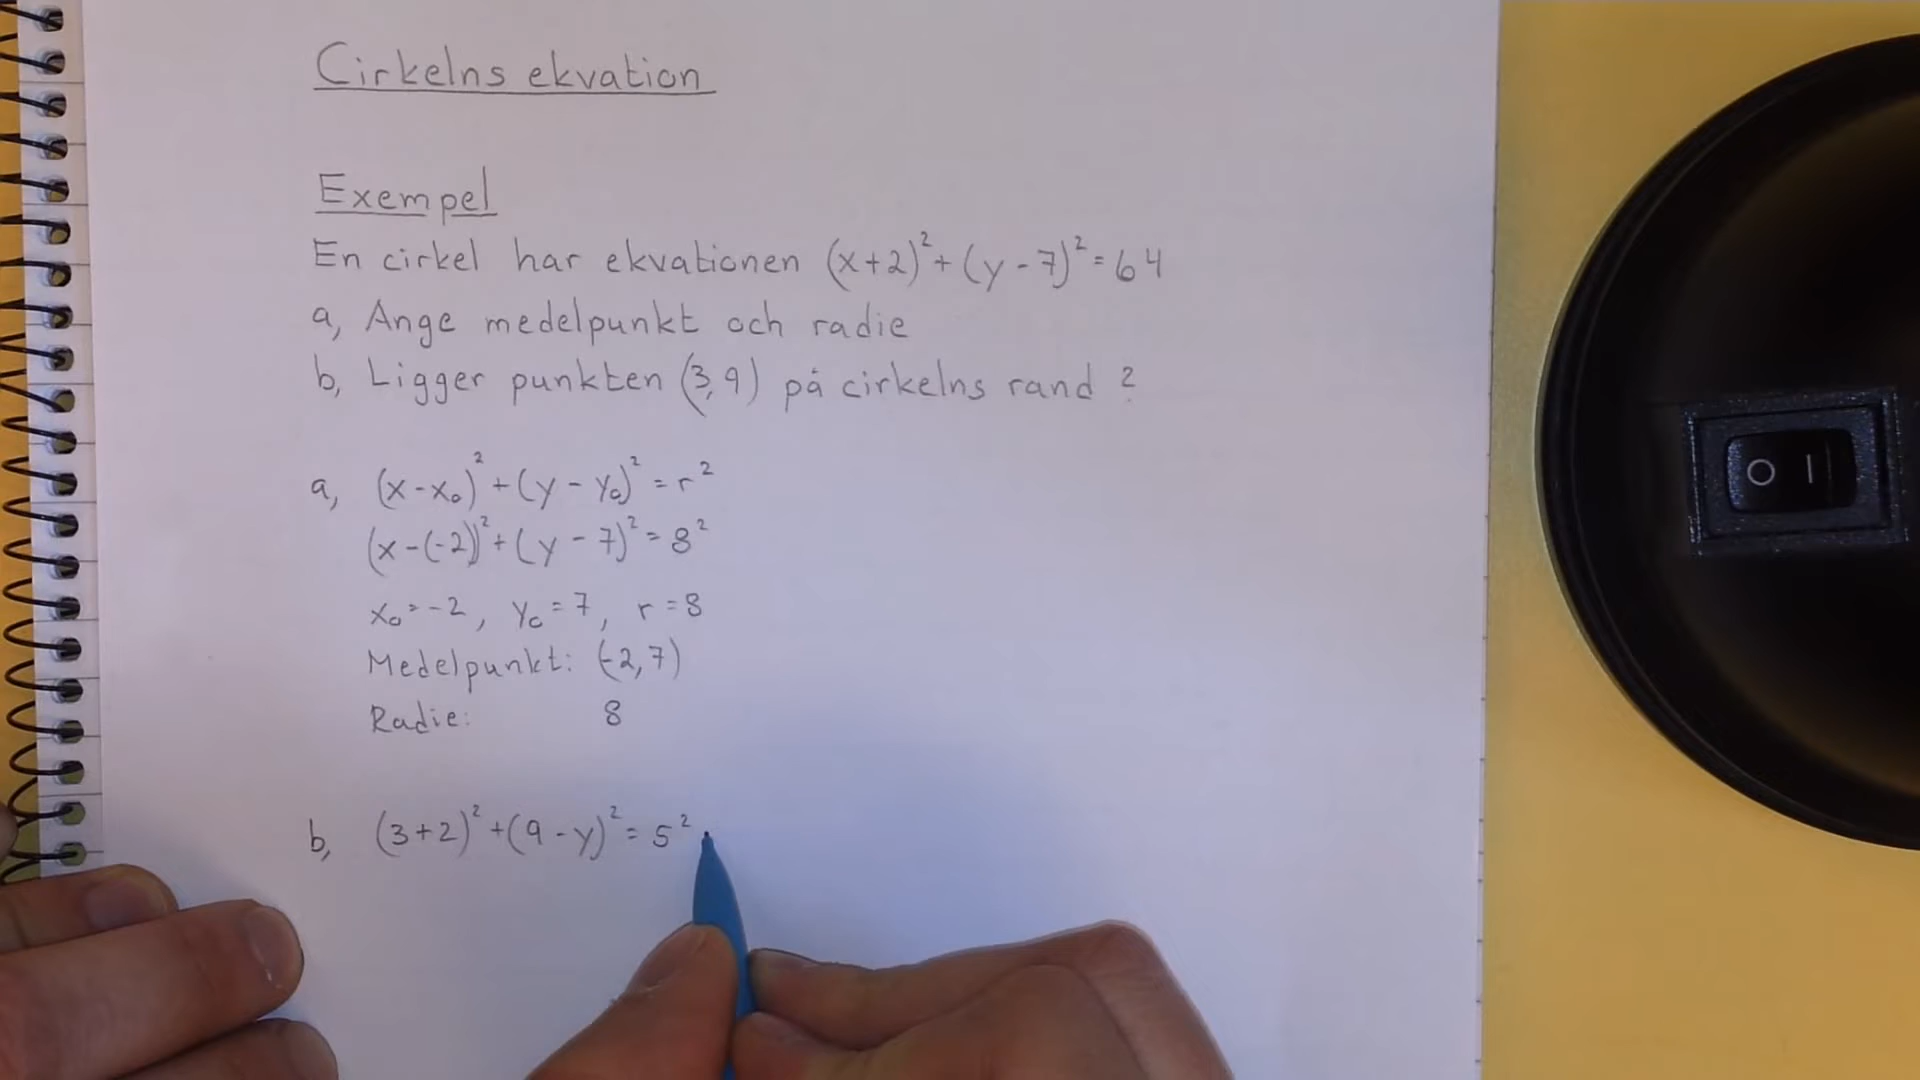 Cirkelns ekvation
Exempel
En cirkel har ekvationen (x+2)²+(y-7)²=64
a, Ange medelpunkt och radie
b, Ligger punkten (3,9) på cirkelns rand ?
a, (x-x₀)²+(y-y₀)²=r²
(x-(-2))²+(y-7)²=8²
x₀=-2, y₀=7, r=8
Medelpunkt: (-2,7)
Radie: 8
b, (3+2)²+(9-y)²=5²